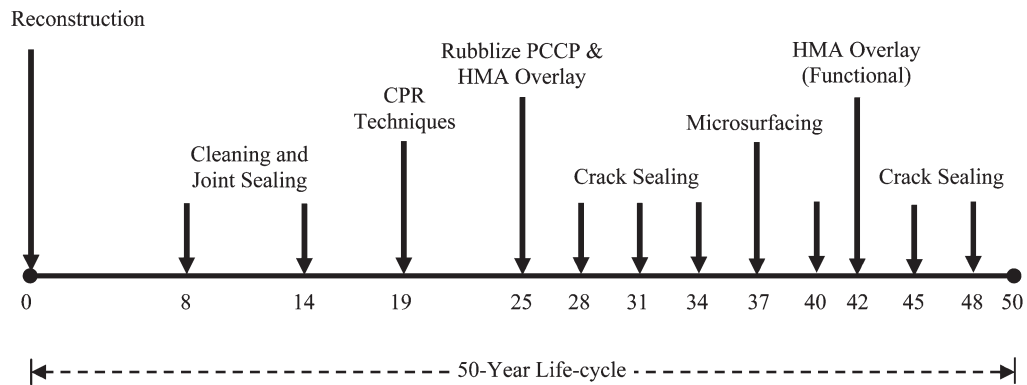 Reconstruction
Rubblize PCCP &
HMA Overlay
HMA Overlay
(Functional)
CPR
Techniques
Microsurfacing
Cleaning and
Joint Sealing
Crack Sealing
Crack Sealing
0 8 14 19 25 28 31 34 37 40 42 45 48 50
50-Year Life-cycle